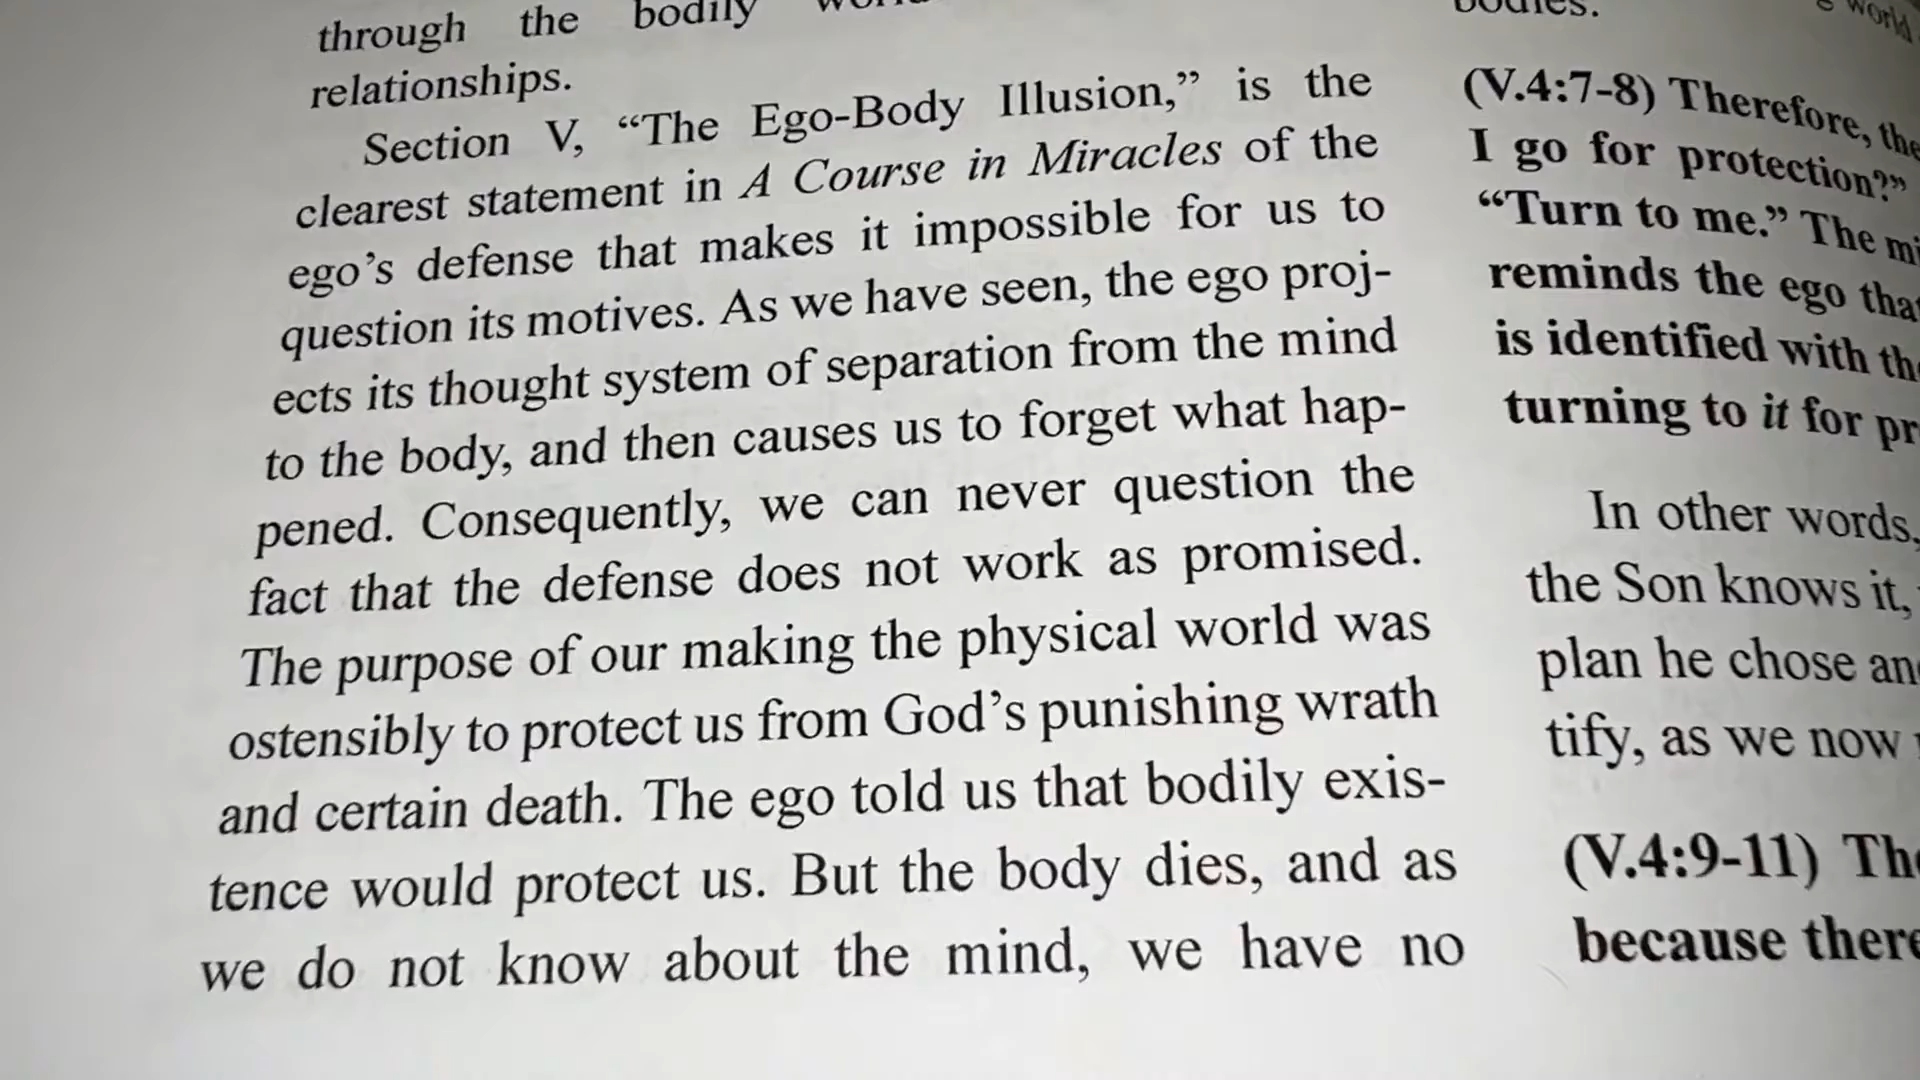 through the bodily
relationships.
Section V, “The Ego-Body Illusion,” is the
clearest statement in A Course in Miracles of the
ego’s defense that makes it impossible for us to
question its motives. As we have seen, the ego proj-
ects its thought system of separation from the mind
to the body, and then causes us to forget what hap-
pened. Consequently, we can never question the
fact that the defense does not work as promised.
The purpose of our making the physical world was
ostensibly to protect us from God’s punishing wrath
and certain death. The ego told us that bodily exis-
tence would protect us. But the body dies, and as
we do not know about the mind, we have no
bodies.
world
(V.4:7-8) Therefore, the
I go for protection?”
“Turn to me.” The
reminds the ego
is identified with
turning to it for
In other words,
the Son knows it,
plan he chose
tify, as we now
(V.4:9-11)
because